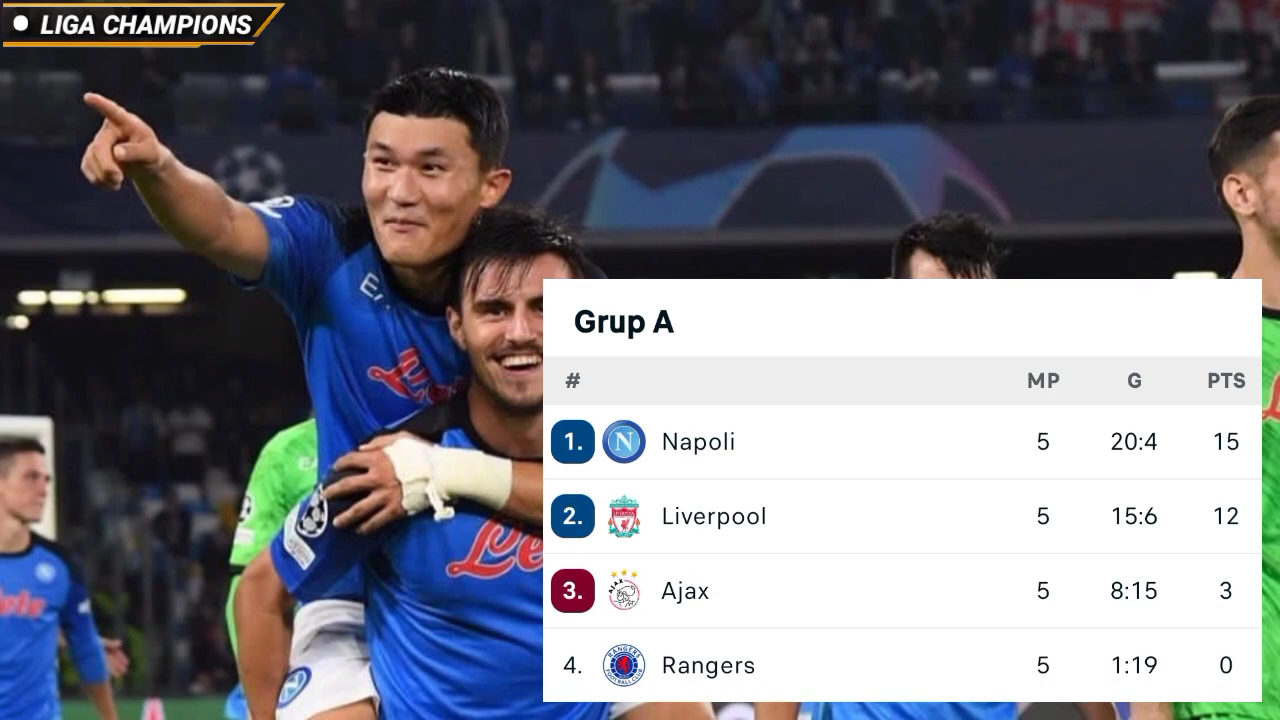 LIGA CHAMPIONS
Grup A
# MP G PTS
1. Napoli 5 20:4 15
2. Liverpool 5 15:6 12
3. Ajax 5 8:15 3
4. Rangers 5 1:19 0